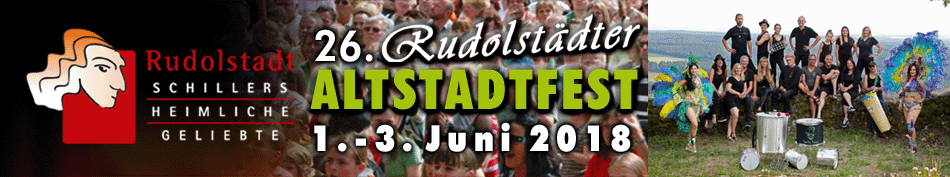 Rudolstadt
SCHILLERS
HEIMLICHE
GELIEBTE
26. Rudolstädter
ALTSTADTFEST
1.-3. Juni 2018